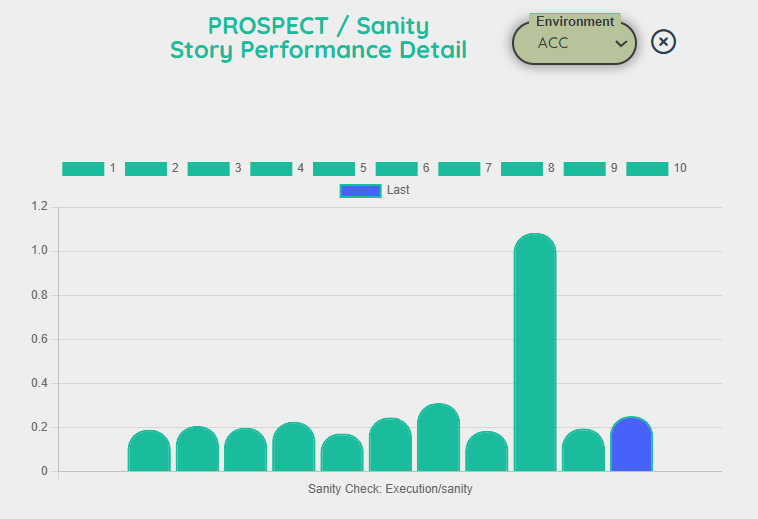 PROSPECT / Sanity
Story Performance Detail
Environment
ACC
1 2 3 4 5 6 7 8 9 10
Last
1.2
1.0
0.8
0.6
0.4
0.2
0
Sanity Check: Execution/sanity